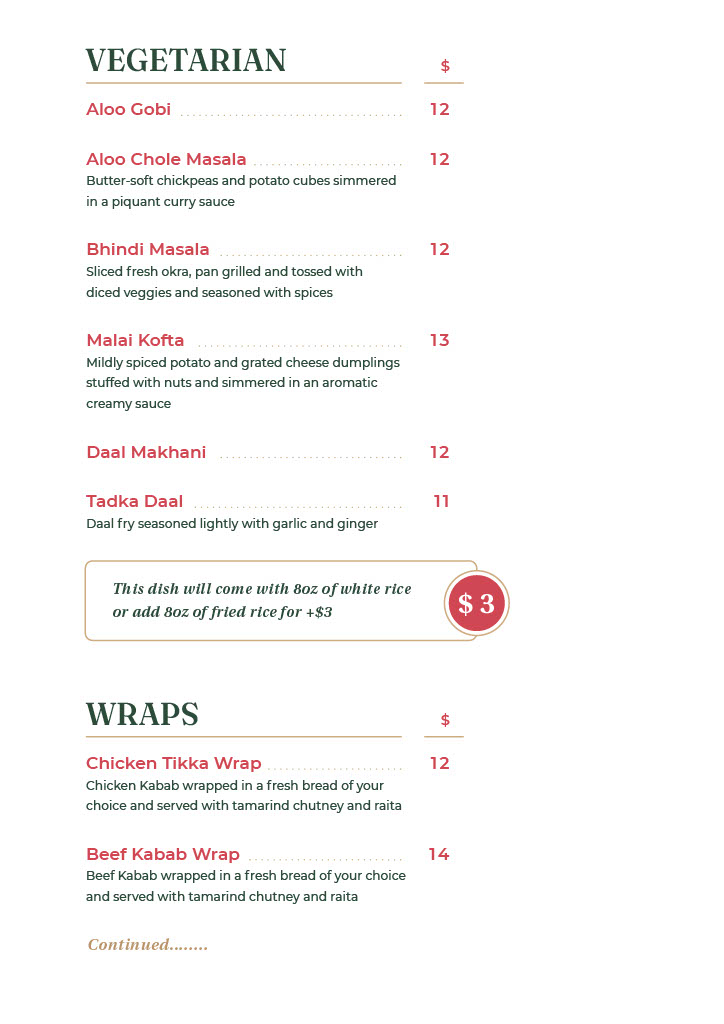 VEGETARIAN $
Aloo Gobi ................................... 12
Aloo Chole Masala ......................... 12
Butter-soft chickpeas and potato cubes simmered
in a piquant curry sauce
Bhindi Masala .............................. 12
Sliced fresh okra, pan grilled and tossed with
diced veggies and seasoned with spices
Malai Kofta ................................. 13
Mildly spiced potato and grated cheese dumplings
stuffed with nuts and simmered in an aromatic
creamy sauce
Daal Makhani .............................. 12
Tadka Daal .................................. 11
Daal fry seasoned lightly with garlic and ginger
This dish will come with 8oz of white rice
or add 8oz of fried rice for +$3
$ 3
WRAPS $
Chicken Tikka Wrap ....................... 12
Chicken Kabab wrapped in a fresh bread of your
choice and served with tamarind chutney and raita
Beef Kabab Wrap .......................... 14
Beef Kabab wrapped in a fresh bread of your choice
and served with tamarind chutney and raita
Continued........